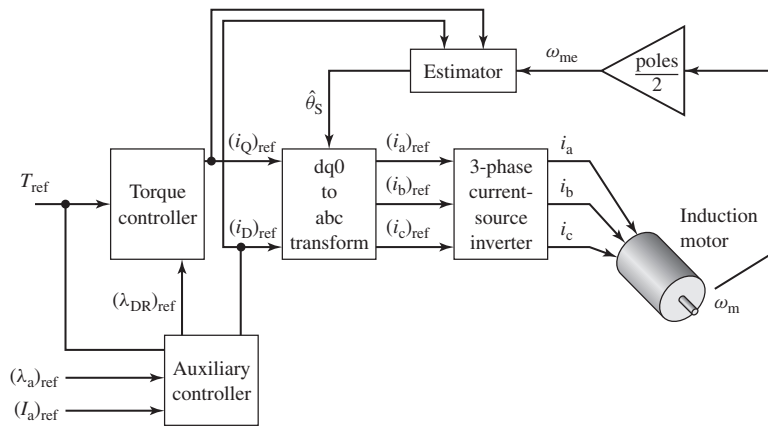 ω_me
poles
2
Estimator
θ̂_S
(i_Q)_ref
(i_a)_ref
i_a
T_ref
Torque
controller
dq0
to
abc
transform
(i_b)_ref
3-phase
current-
source
inverter
i_b
(i_D)_ref
(i_c)_ref
i_c
Induction
motor
ω_m
(λ_DR)_ref
Auxiliary
controller
(λ_a)_ref
(I_a)_ref